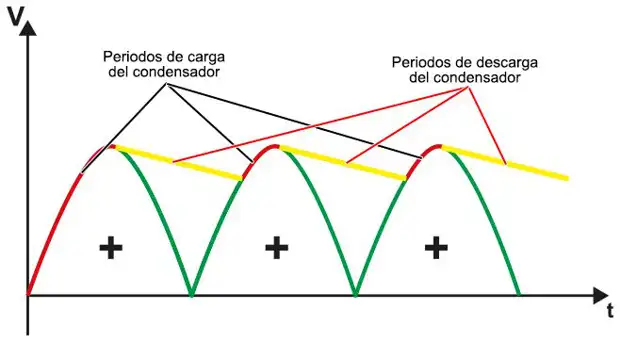 V
Periodos de carga
del condensador
Periodos de descarga
del condensador
+
+
+
t